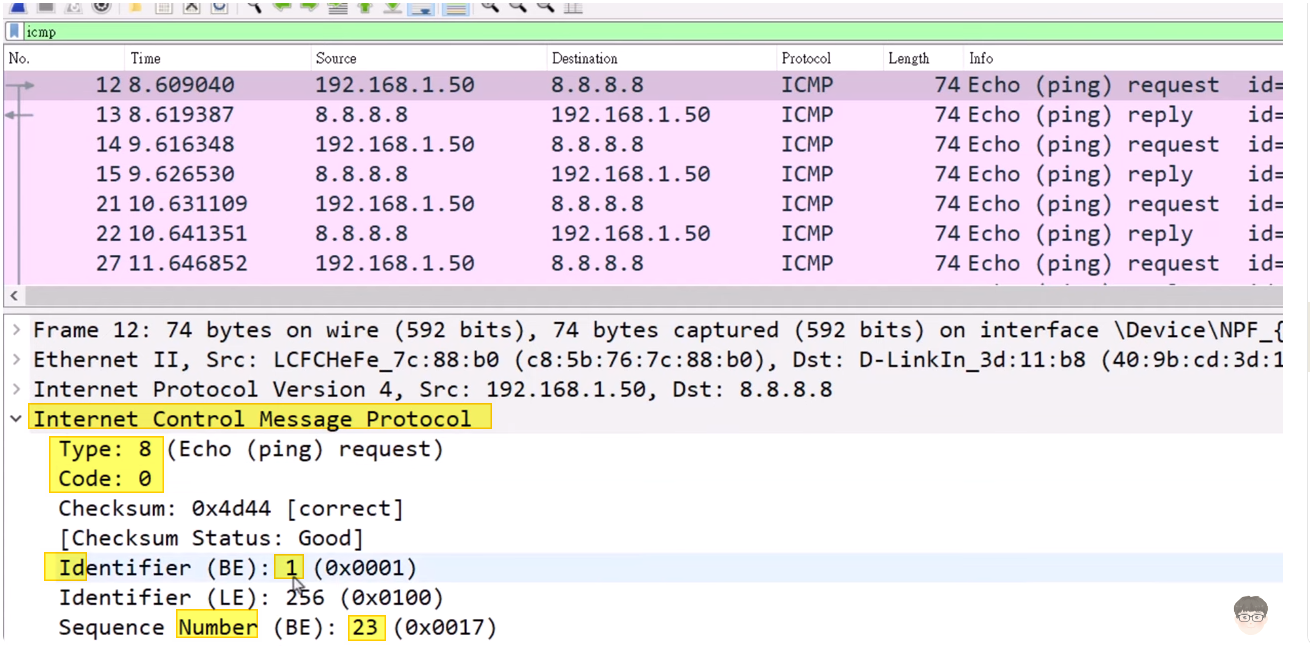 icmp
No. Time Source Destination Protocol Length Info
12 8.609040 192.168.1.50 8.8.8.8 ICMP 74 Echo (ping) request id=
13 8.619387 8.8.8.8 192.168.1.50 ICMP 74 Echo (ping) reply id=
14 9.616348 192.168.1.50 8.8.8.8 ICMP 74 Echo (ping) request id=
15 9.626530 8.8.8.8 192.168.1.50 ICMP 74 Echo (ping) reply id=
21 10.631109 192.168.1.50 8.8.8.8 ICMP 74 Echo (ping) request id=
22 10.641351 8.8.8.8 192.168.1.50 ICMP 74 Echo (ping) reply id=
27 11.646852 192.168.1.50 8.8.8.8 ICMP 74 Echo (ping) request id=
Frame 12: 74 bytes on wire (592 bits), 74 bytes captured (592 bits) on interface \Device\NPF_{
Ethernet II, Src: LCFCHeFe_7c:88:b0 (c8:5b:76:7c:88:b0), Dst: D-LinkIn_3d:11:b8 (40:9b:cd:3d:1
Internet Protocol Version 4, Src: 192.168.1.50, Dst: 8.8.8.8
Internet Control Message Protocol
Type: 8 (Echo (ping) request)
Code: 0
Checksum: 0x4d44 [correct]
[Checksum Status: Good]
Identifier (BE): 1 (0x0001)
Identifier (LE): 256 (0x0100)
Sequence Number (BE): 23 (0x0017)